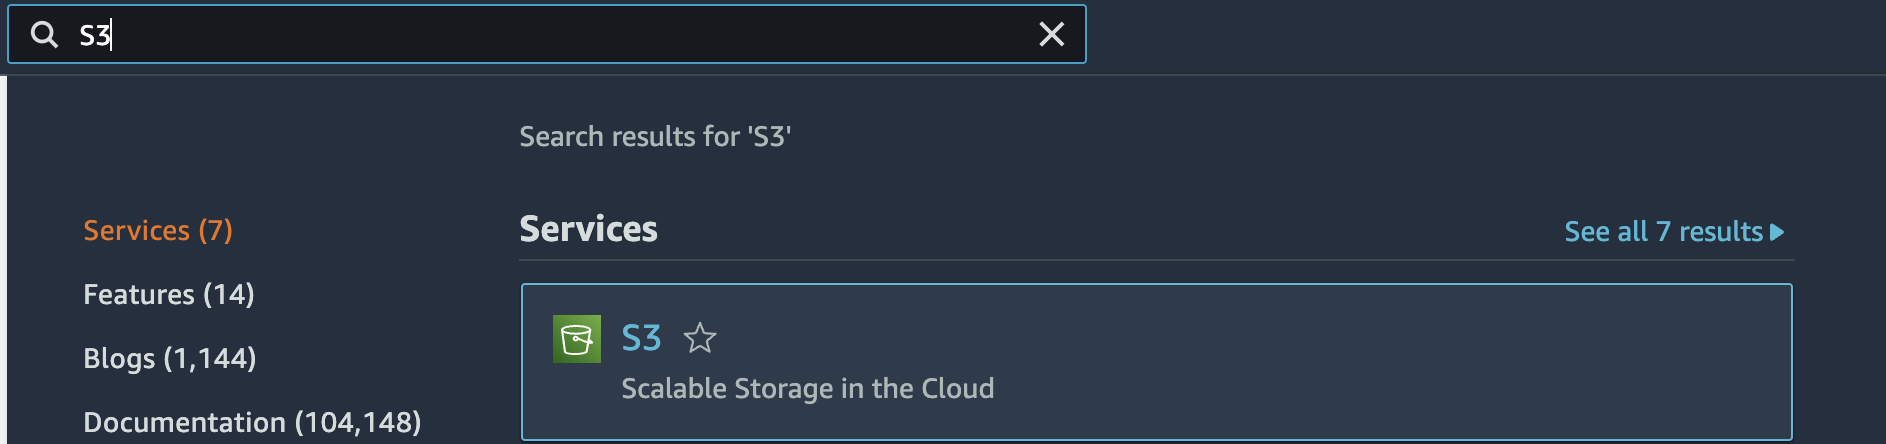 S3
Search results for 'S3'
Services (7)
Features (14)
Blogs (1,144)
Documentation (104,148)
Services
See all 7 results
S3
Scalable Storage in the Cloud